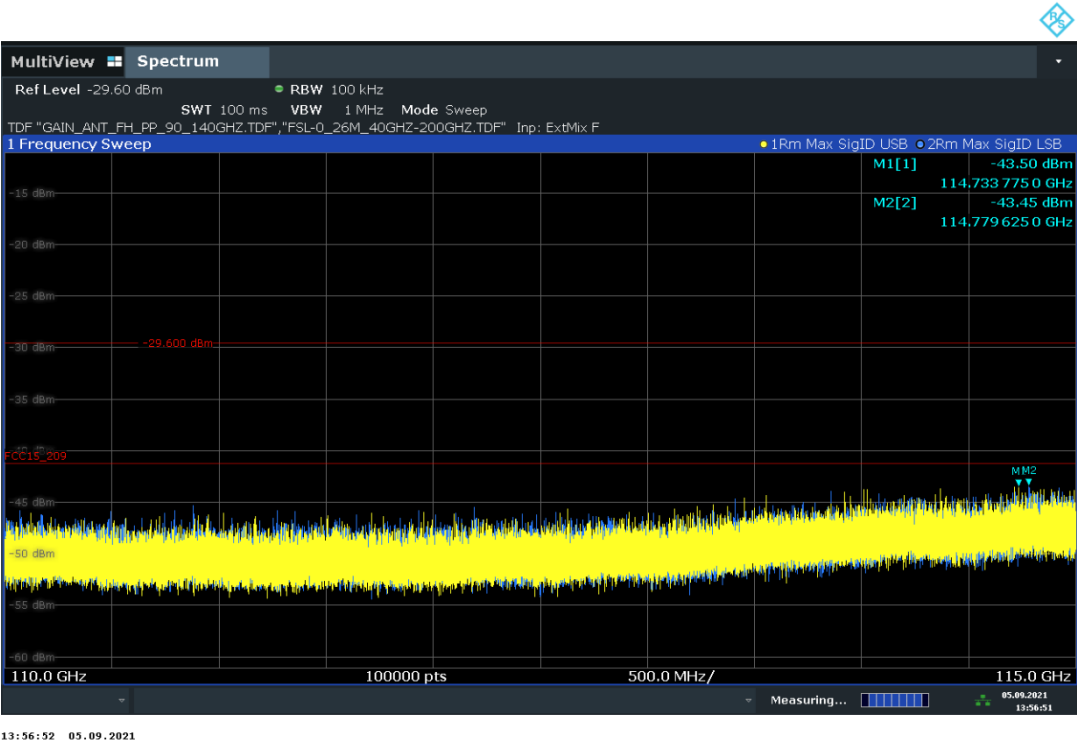 R&S
MultiView Spectrum
Ref Level -29.60 dBm RBW 100 kHz
SWT 100 ms VBW 1 MHz Mode Sweep
TDF "GAIN_ANT_FH_PP_90_140GHZ.TDF","FSL-0_26M_40GHZ-200GHZ.TDF" Inp: ExtMix F
1 Frequency Sweep 1Rm Max SigID USB 2Rm Max SigID LSB
M1[1] -43.50 dBm
114.733 775 0 GHz
M2[2] -43.45 dBm
114.779 625 0 GHz
-15 dBm
-20 dBm
-25 dBm
-29.600 dBm
-30 dBm
-35 dBm
FCC15_209
M M2
-45 dBm
-50 dBm
-55 dBm
-60 dBm
110.0 GHz 100000 pts 500.0 MHz/ 115.0 GHz
Measuring... 05.09.2021
13:56:51
13:56:52 05.09.2021